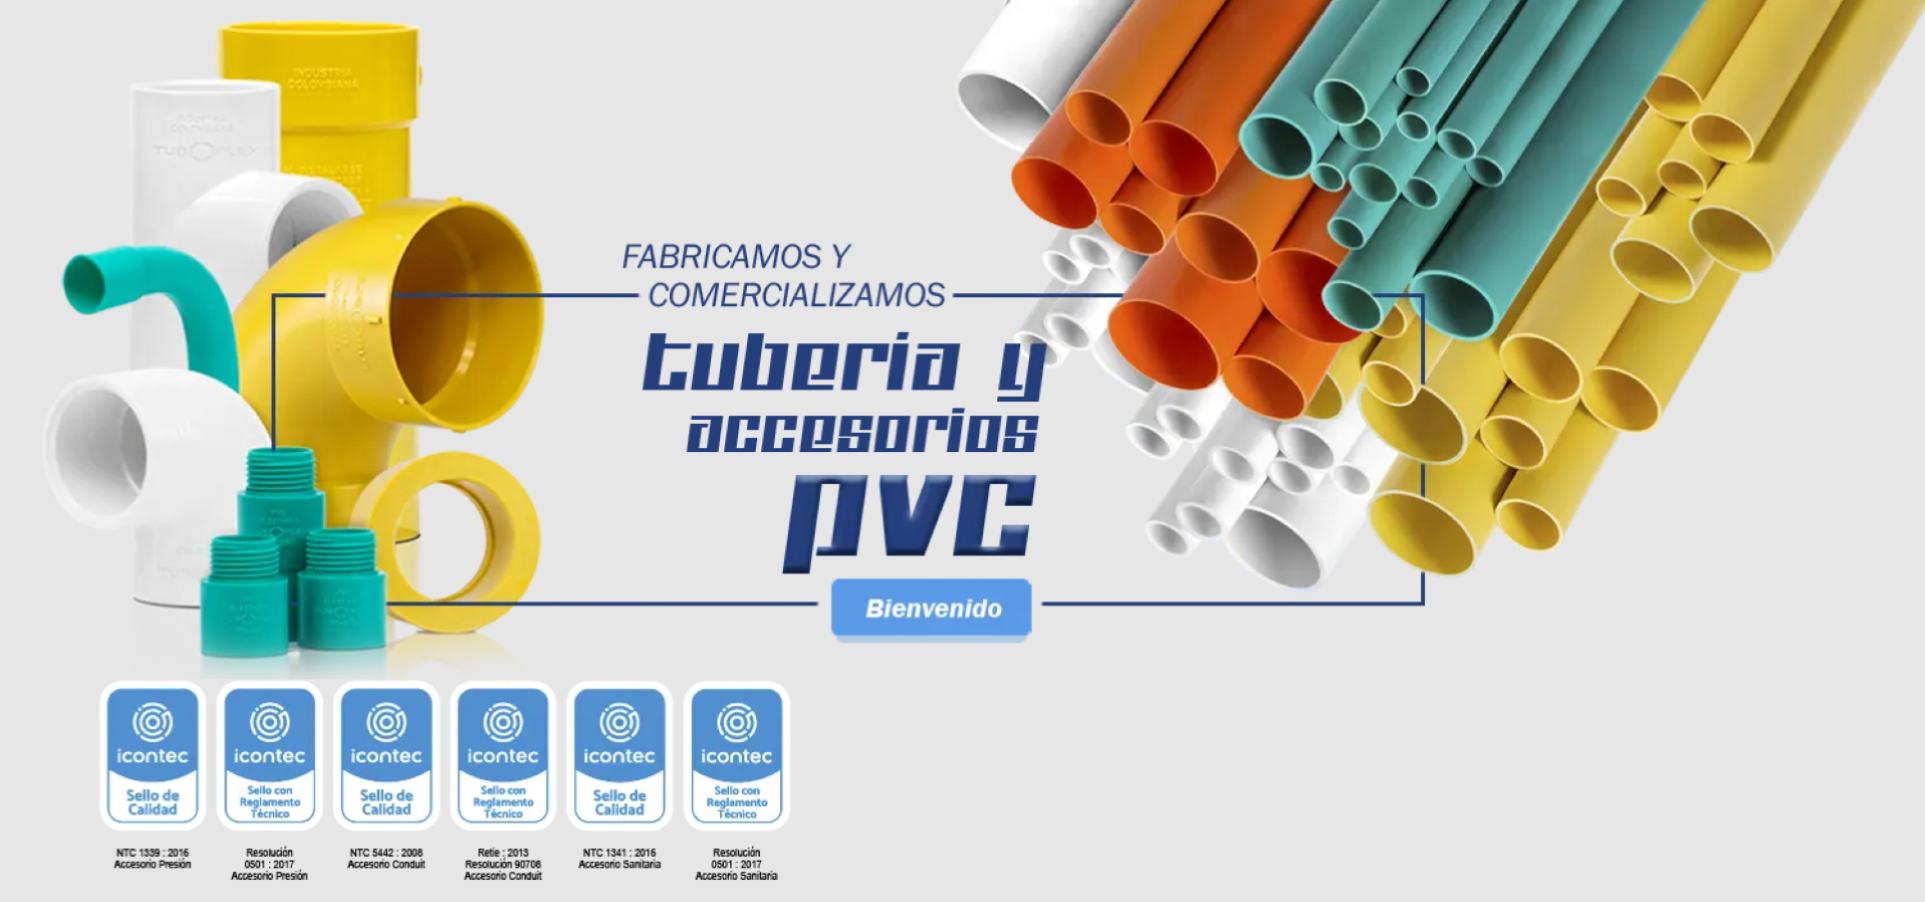 INDUSTRIA
COLOMBIANA
TUBOPLEX
FABRICAMOS Y
COMERCIALIZAMOS
tuberia y
accesorios
pvc
Bienvenido
icontec
Sello de
Calidad
NTC 1339 : 2016
Accesorio Presión
icontec
Sello con
Reglamento
Técnico
Resolución
0501 : 2017
Accesorio Presión
icontec
Sello de
Calidad
NTC 5442 : 2008
Accesorio Conduit
icontec
Sello con
Reglamento
Técnico
Retie : 2013
Resolución 90708
Accesorio Conduit
icontec
Sello de
Calidad
NTC 1341 : 2016
Accesorio Sanitaria
icontec
Sello con
Reglamento
Técnico
Resolución
0501 : 2017
Accesorio Sanitaria